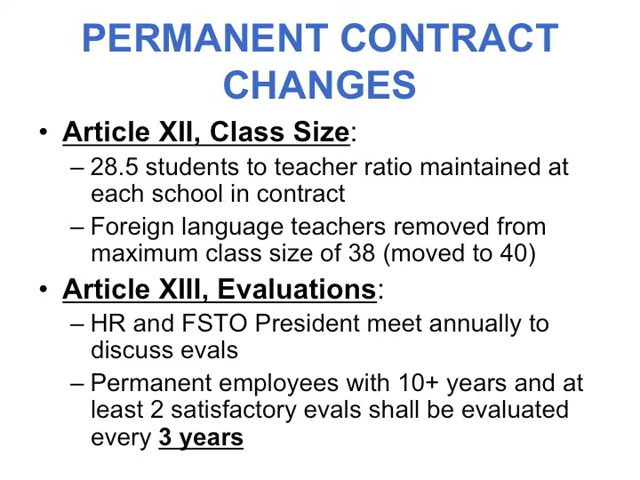 PERMANENT CONTRACT
CHANGES
• Article XII, Class Size:
– 28.5 students to teacher ratio maintained at
each school in contract
– Foreign language teachers removed from
maximum class size of 38 (moved to 40)
• Article XIII, Evaluations:
– HR and FSTO President meet annually to
discuss evals
– Permanent employees with 10+ years and at
least 2 satisfactory evals shall be evaluated
every 3 years